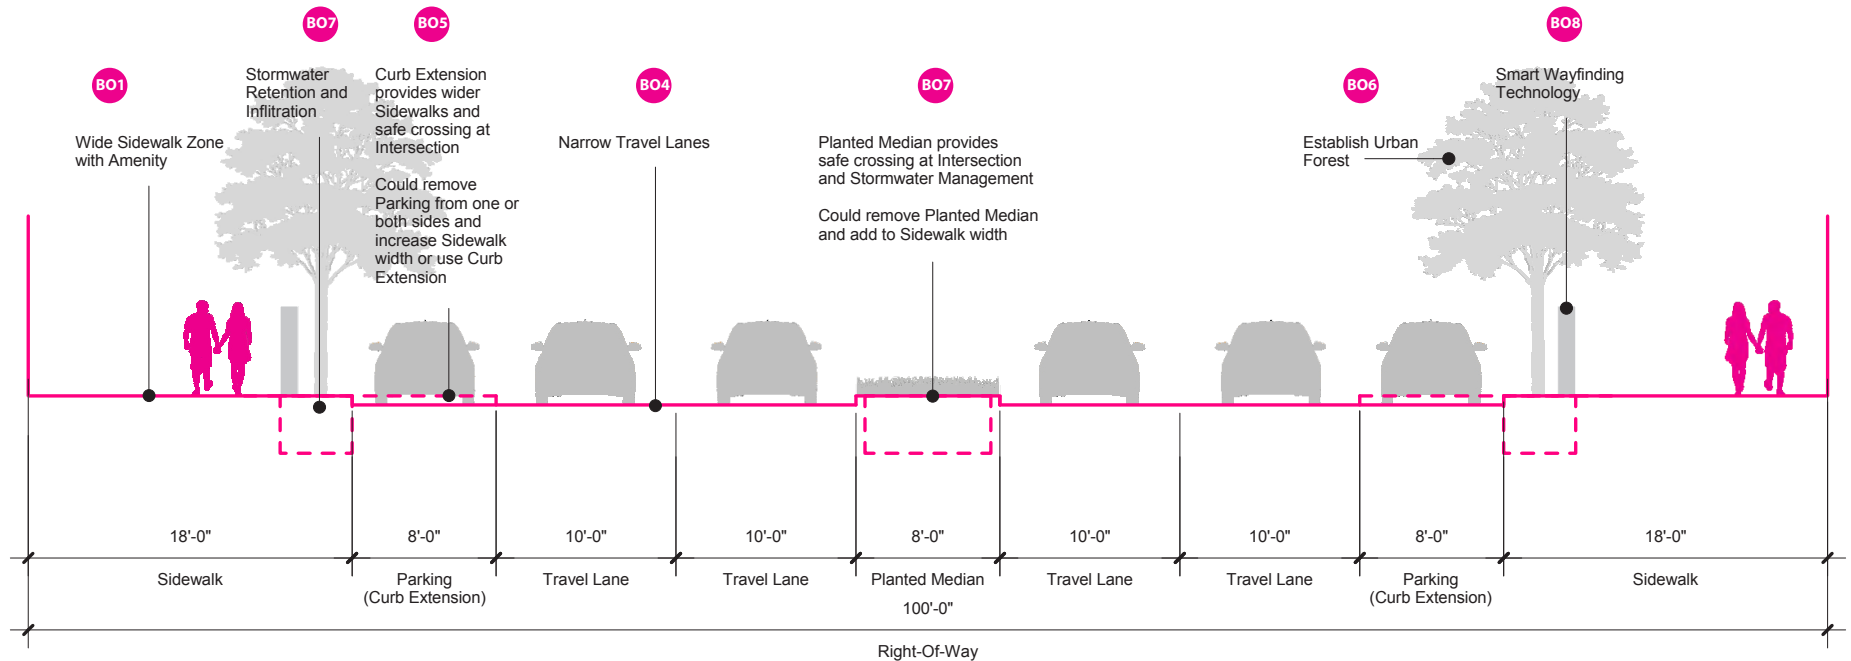 BO7
BO5
BO8
BO1
BO4
BO7
BO6
Wide Sidewalk Zone
with Amenity
Stormwater
Retention and
Inflitration
Curb Extension
provides wider
Sidewalks and
safe crossing at
Intersection
Could remove
Parking from one or
both sides and
increase Sidewalk
width or use Curb
Extension
Narrow Travel Lanes
Planted Median provides
safe crossing at Intersection
and Stormwater Management
Could remove Planted Median
and add to Sidewalk width
Establish Urban
Forest
Smart Wayfinding
Technology
18'-0"
8'-0"
10'-0"
10'-0"
8'-0"
10'-0"
10'-0"
8'-0"
18'-0"
Sidewalk
Parking
(Curb Extension)
Travel Lane
Travel Lane
Planted Median
Travel Lane
Travel Lane
Parking
(Curb Extension)
Sidewalk
100'-0"
Right-Of-Way